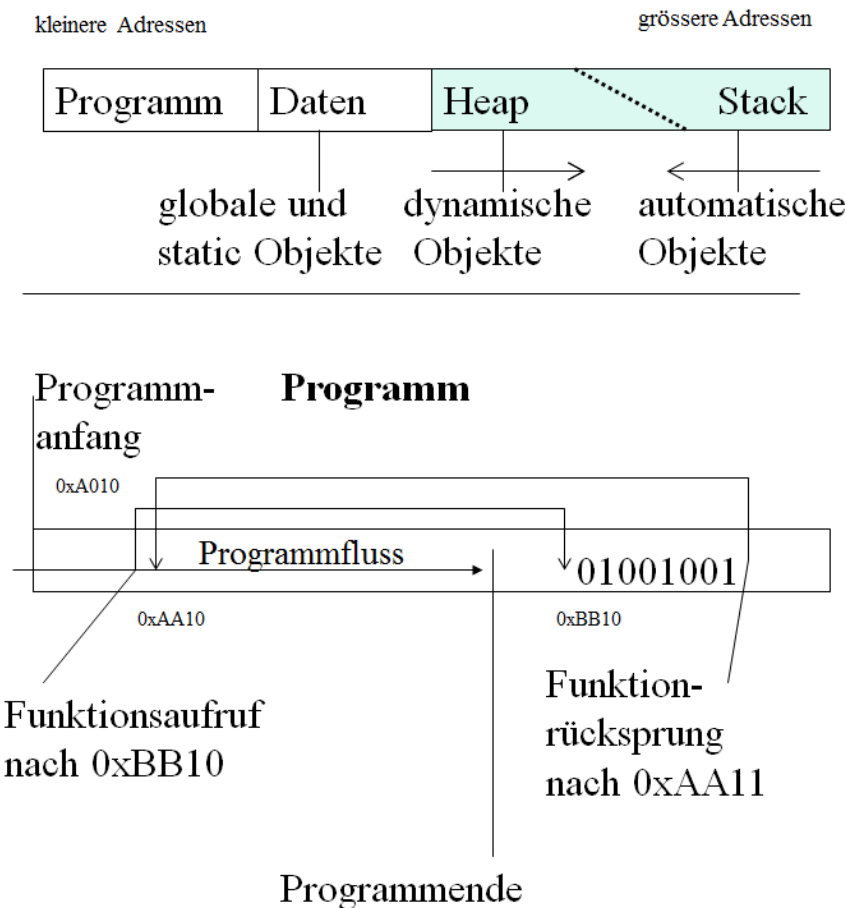 kleinere Adressen
grössere Adressen
Programm
Daten
Heap
Stack
globale und
static Objekte
dynamische
Objekte
automatische
Objekte
Programm-
anfang
Programm
0xA010
Programmfluss
01001001
0xAA10
0xBB10
Funktionsaufruf
nach 0xBB10
Funktion-
rücksprung
nach 0xAA11
Programmende